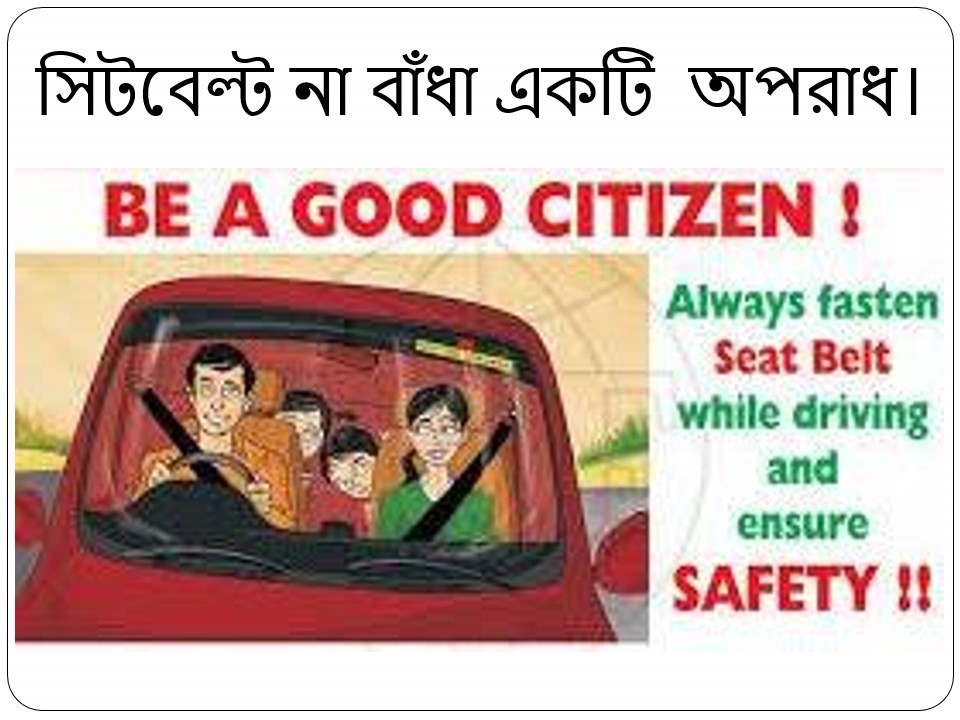 সিটবেল্ট না বাঁধা একটি অপরাধ।
BE A GOOD CITIZEN !
Always fasten
Seat Belt
while driving
and
ensure
SAFETY !!